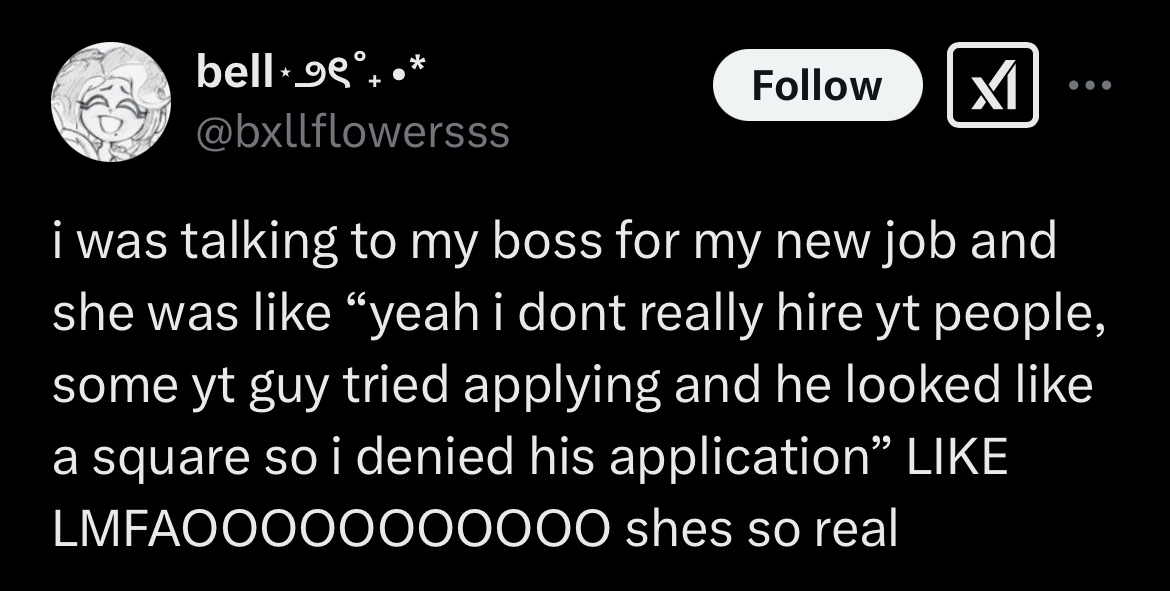 bell⋆౨ৎ˚₊ •*
Follow
@bxllflowersss
i was talking to my boss for my new job and
she was like “yeah i dont really hire yt people,
some yt guy tried applying and he looked like
a square so i denied his application” LIKE
LMFAOOOOOOOOOOO shes so real